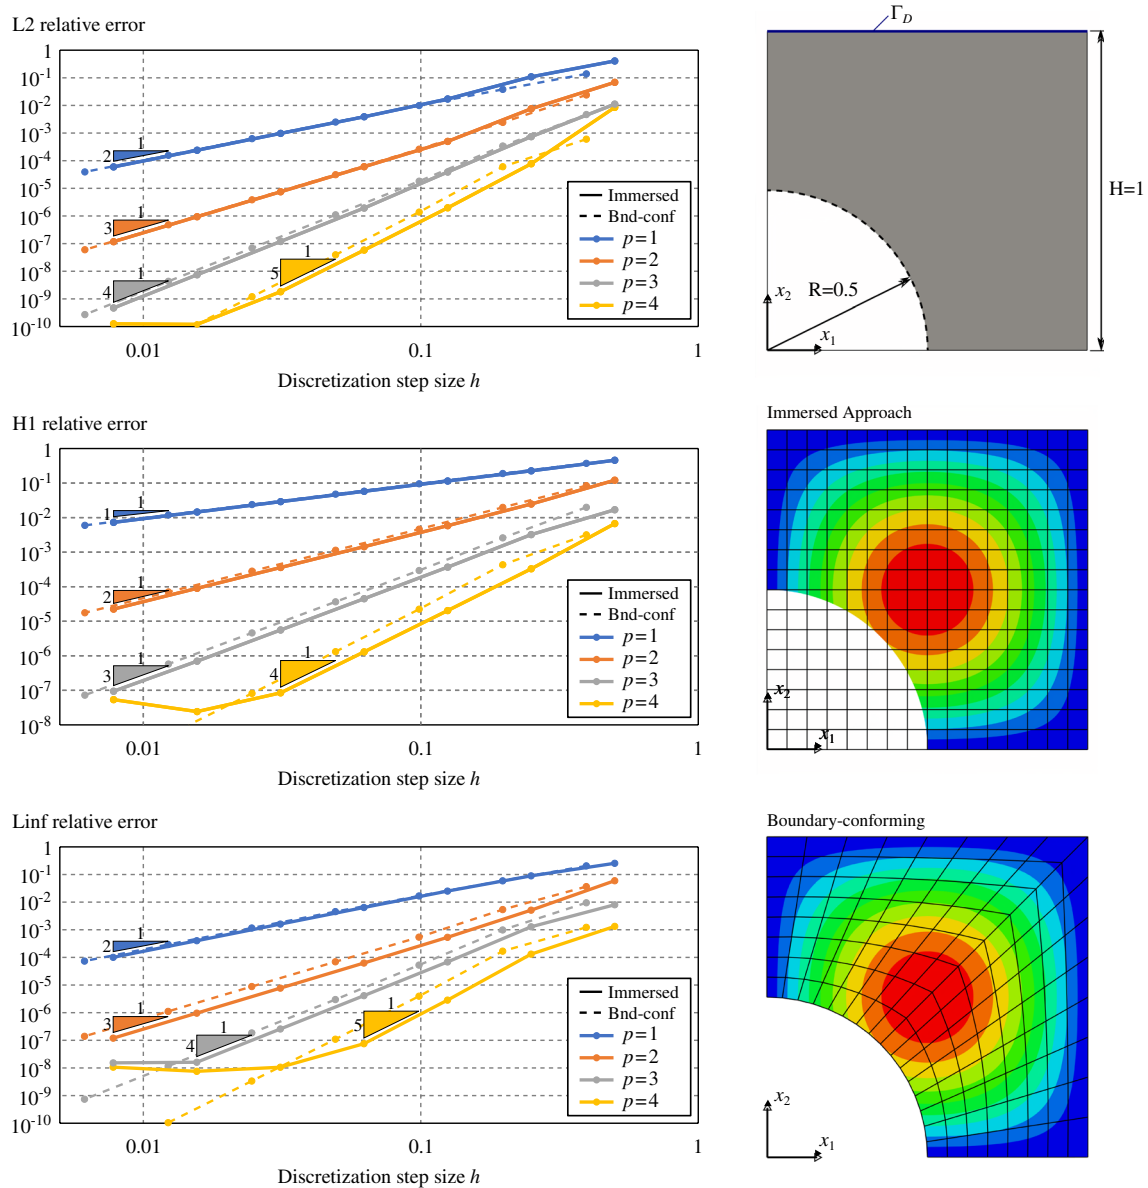 L2 relative error
1
10-1
10-2
10-3
10-4
10-5
10-6
10-7
10-8
10-9
10-10
1
2
1
3
1
4
1
5
Immersed
Bnd-conf
p=1
p=2
p=3
p=4
0.01
0.1
1
Discretization step size h
ΓD
H=1
R=0.5
x2
x1
H1 relative error
1
10-1
10-2
10-3
10-4
10-5
10-6
10-7
10-8
1
1
1
2
1
3
1
4
Immersed
Bnd-conf
p=1
p=2
p=3
p=4
0.01
0.1
1
Discretization step size h
Immersed Approach
x2
x1
Linf relative error
1
10-1
10-2
10-3
10-4
10-5
10-6
10-7
10-8
10-9
10-10
1
2
1
3
1
4
1
5
Immersed
Bnd-conf
p=1
p=2
p=3
p=4
0.01
0.1
1
Discretization step size h
Boundary-conforming
x2
x1